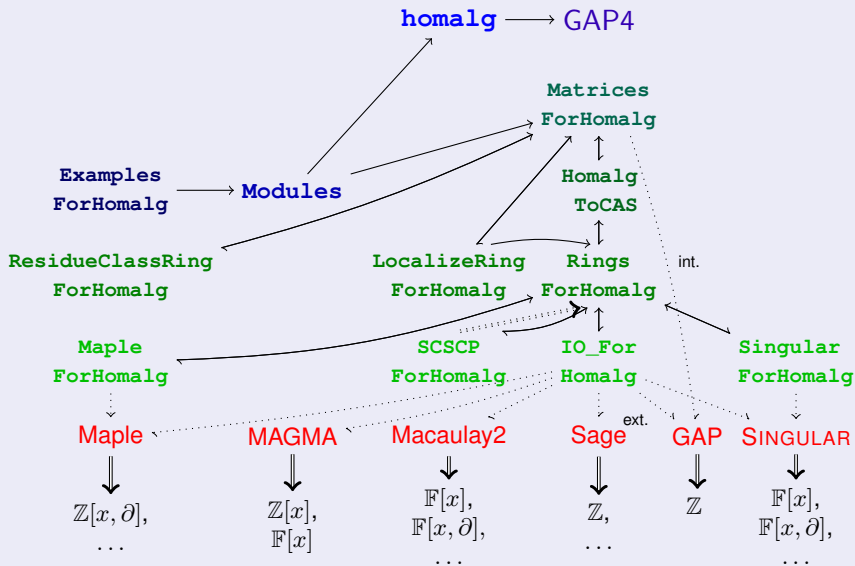 homalg GAP4
Matrices
ForHomalg
Examples
ForHomalg
Modules
Homalg
ToCAS
ResidueClassRing
ForHomalg
LocalizeRing
ForHomalg
Rings
ForHomalg
int.
Maple
ForHomalg
SCSCP
ForHomalg
IO_For
Homalg
Singular
ForHomalg
ext.
Maple MAGMA Macaulay2 Sage GAP SINGULAR
ℤ[x, ∂],
...
ℤ[x],
𝔽[x]
𝔽[x],
𝔽[x, ∂],
...
ℤ,
...
ℤ
𝔽[x],
𝔽[x, ∂],
...